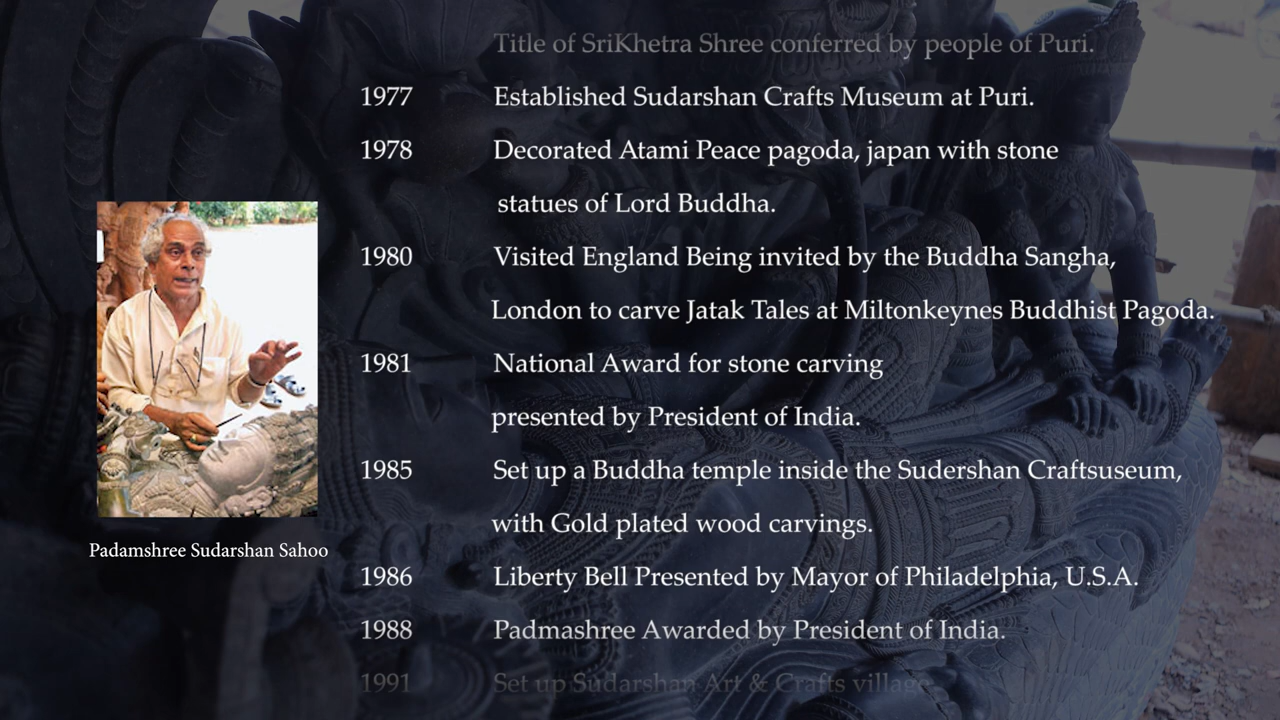 Title of SriKhetra Shree conferred by people of Puri.
1977 Established Sudarshan Crafts Museum at Puri.
1978 Decorated Atami Peace pagoda, japan with stone
statues of Lord Buddha.
1980 Visited England Being invited by the Buddha Sangha,
London to carve Jatak Tales at Miltonkeynes Buddhist Pagoda.
1981 National Award for stone carving
presented by President of India.
1985 Set up a Buddha temple inside the Sudershan Craftsuseum,
with Gold plated wood carvings.
1986 Liberty Bell Presented by Mayor of Philadelphia, U.S.A.
1988 Padmashree Awarded by President of India.
1991 Set up Sudarshan Art & Crafts village
Padamshree Sudarshan Sahoo